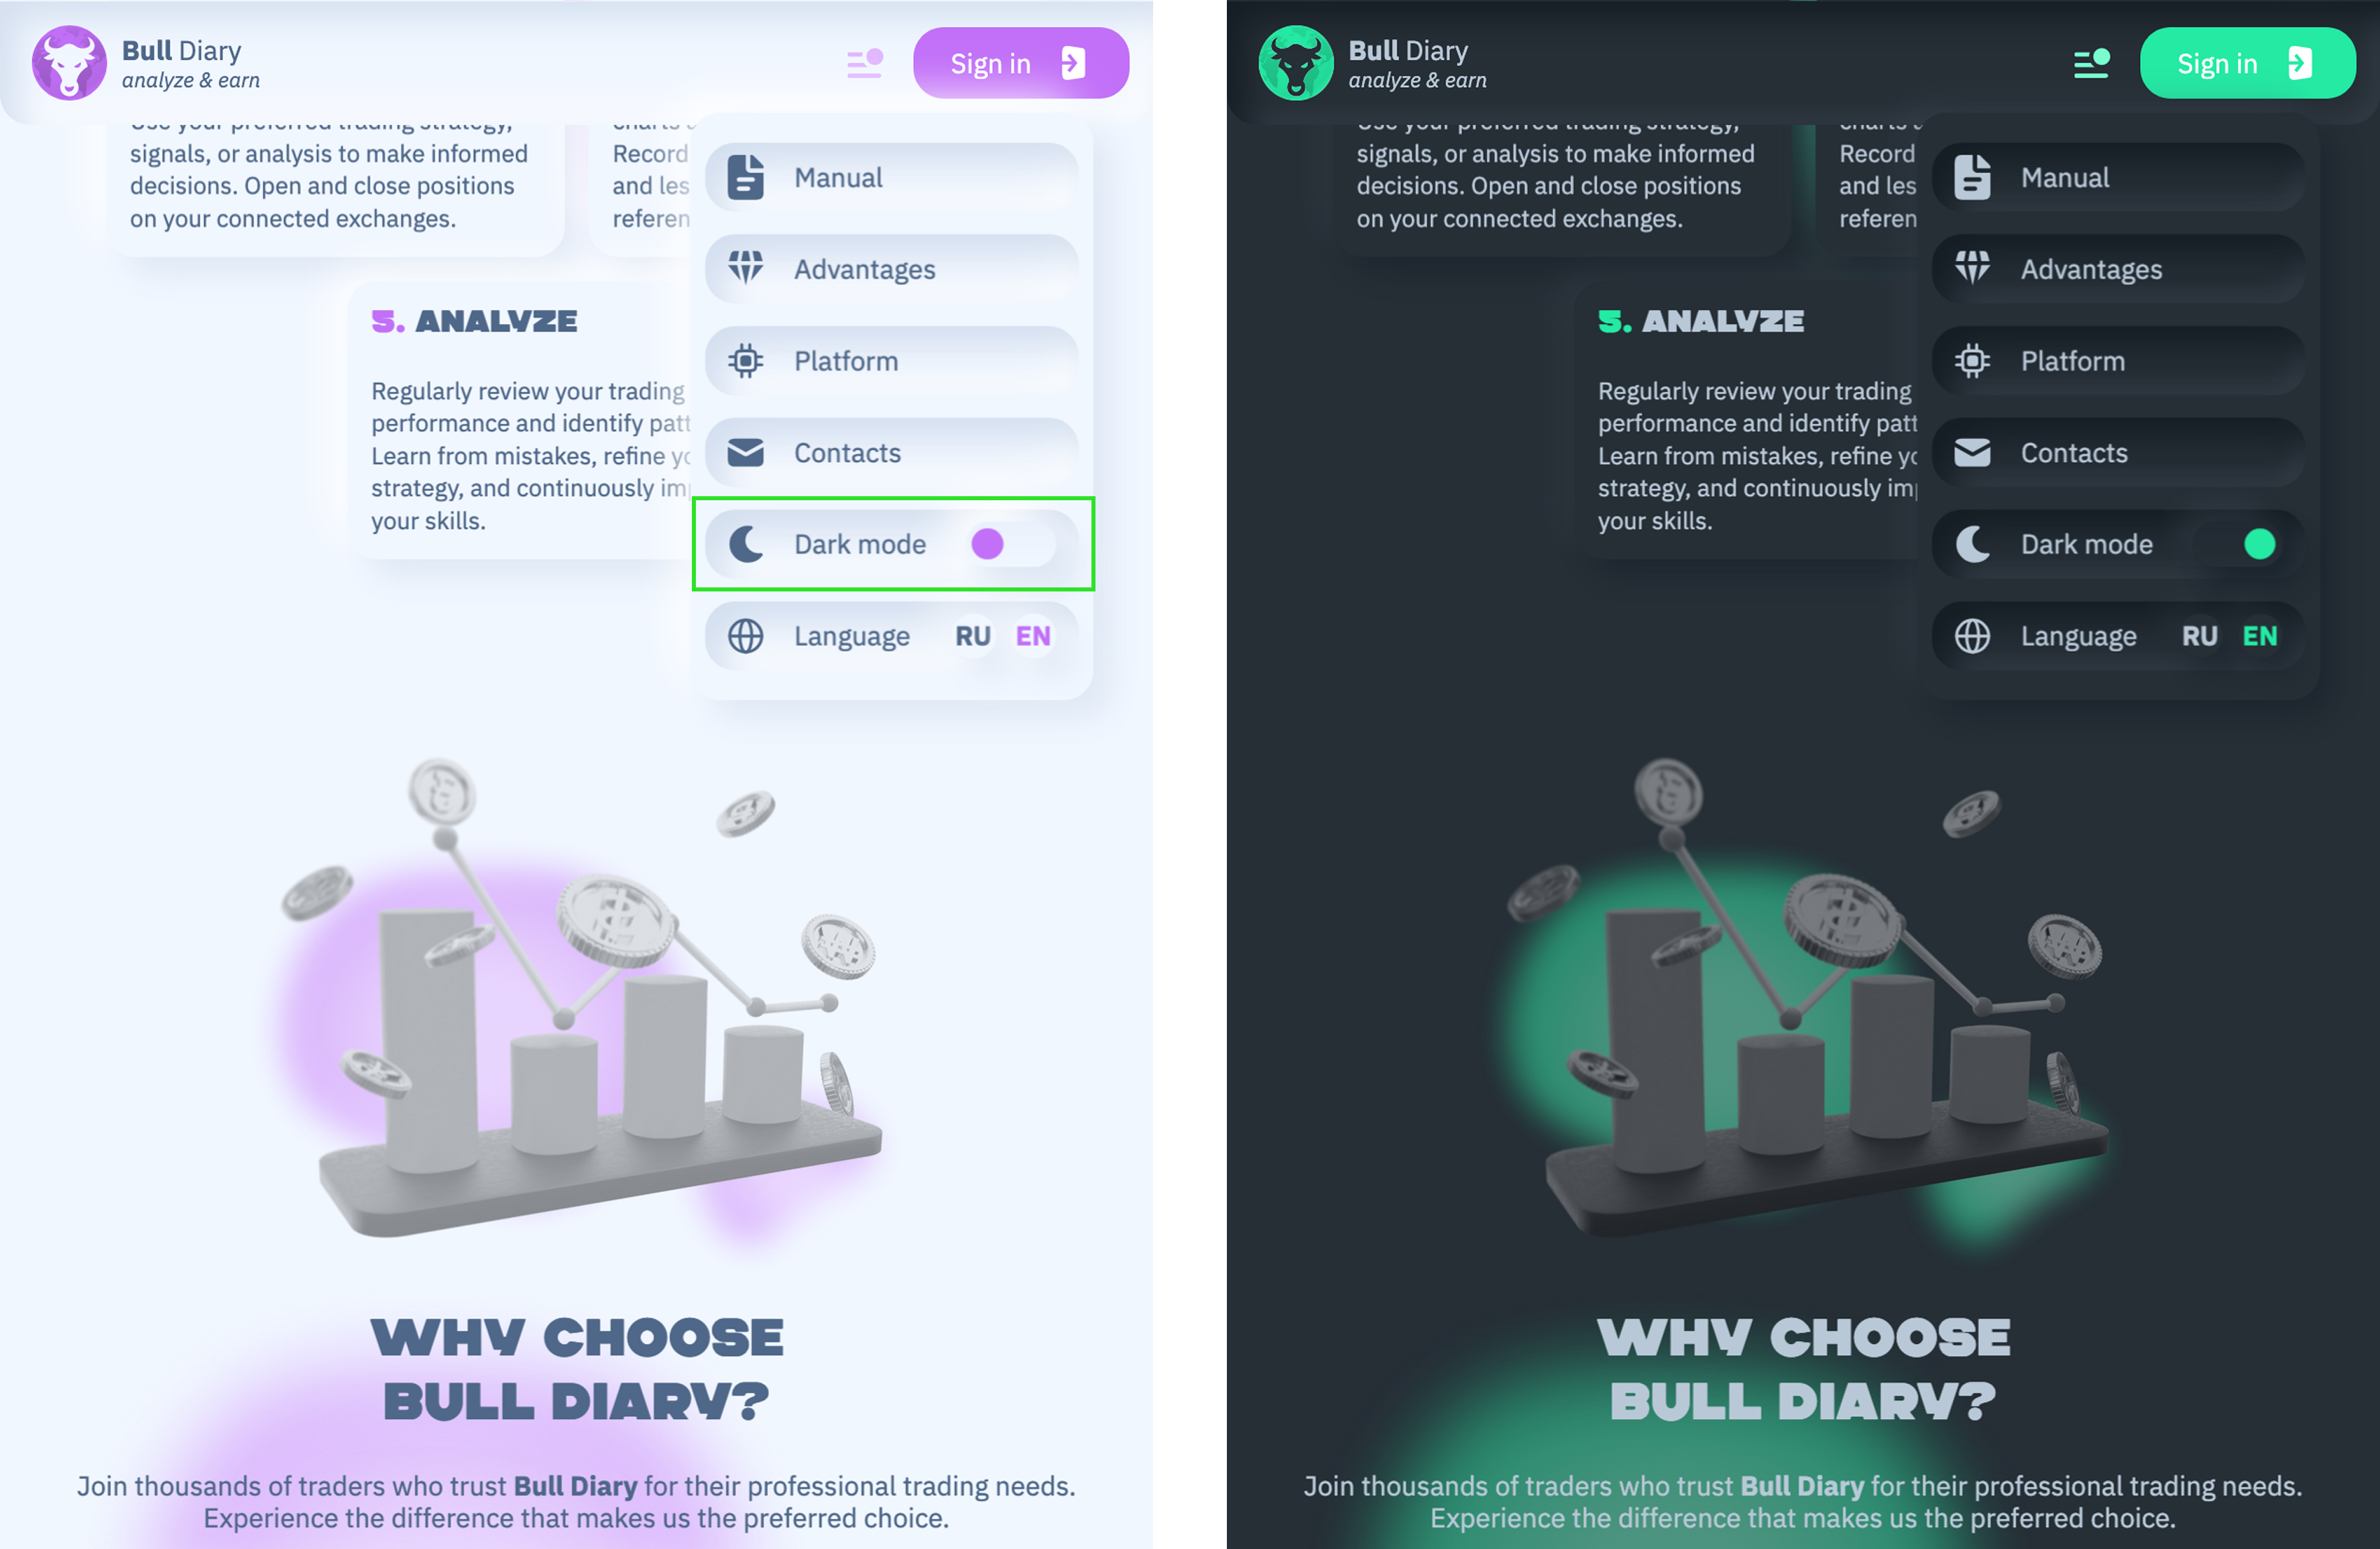 Bull Diary
analyze & earn
Sign in
Use your preferred trading strategy,
signals, or analysis to make informed
decisions. Open and close positions
on your connected exchanges.
charts
Record
and les
referen
5. ANALYZE
Regularly review your trading
performance and identify patt
Learn from mistakes, refine yo
strategy, and continuously imp
your skills.
Manual
Advantages
Platform
Contacts
Dark mode
Language RU EN
WHY CHOOSE
BULL DIARY?
Join thousands of traders who trust Bull Diary for their professional trading needs.
Experience the difference that makes us the preferred choice.
Bull Diary
analyze & earn
Sign in
Use your preferred trading strategy,
signals, or analysis to make informed
decisions. Open and close positions
on your connected exchanges.
charts
Record
and les
referen
5. ANALYZE
Regularly review your trading
performance and identify patt
Learn from mistakes, refine yo
strategy, and continuously imp
your skills.
Manual
Advantages
Platform
Contacts
Dark mode
Language RU EN
WHY CHOOSE
BULL DIARY?
Join thousands of traders who trust Bull Diary for their professional trading needs.
Experience the difference that makes us the preferred choice.